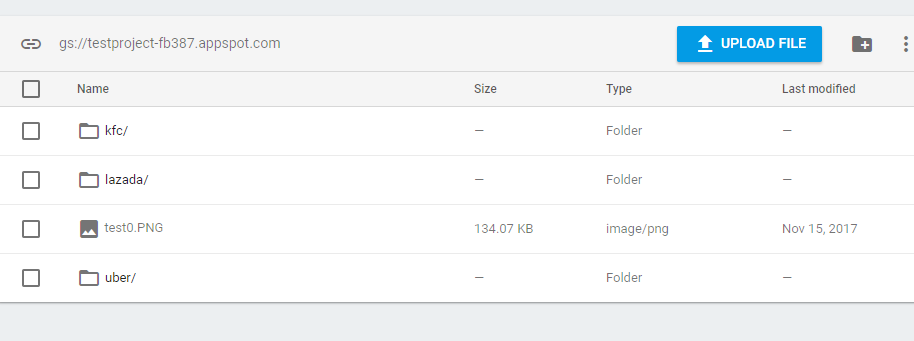 gs://testproject-fb387.appspot.com UPLOAD FILE
Name Size Type Last modified
kfc/ — Folder —
lazada/ — Folder —
test0.PNG 134.07 KB image/png Nov 15, 2017
uber/ — Folder —